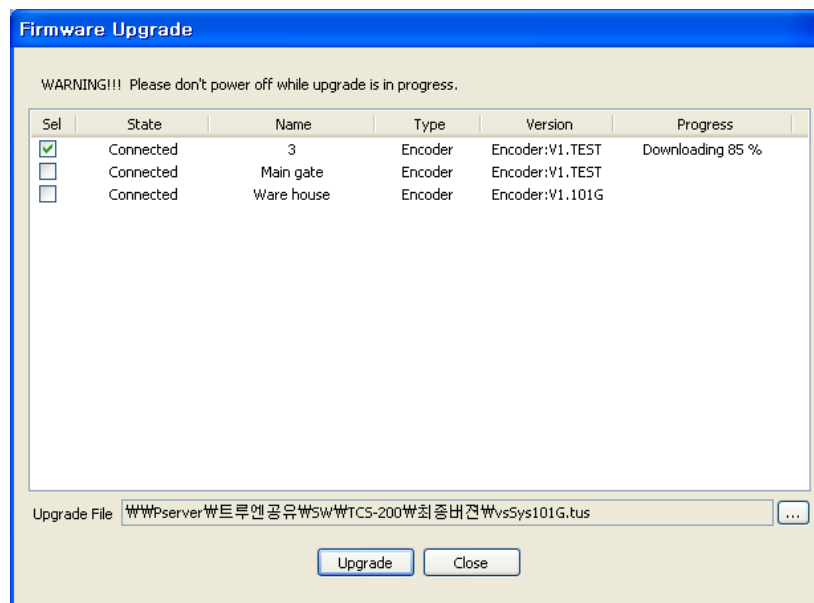 Firmware Upgrade
WARNING!!! Please don't power off while upgrade is in progress.
Sel State Name Type Version Progress
Connected 3 Encoder Encoder:V1.TEST Downloading 85 %
Connected Main gate Encoder Encoder:V1.TEST
Connected Ware house Encoder Encoder:V1.101G
Upgrade File ₩₩Pserver₩트루엔공유₩SW₩TCS-200₩최종버젼₩vsSys101G.tus ...
Upgrade Close